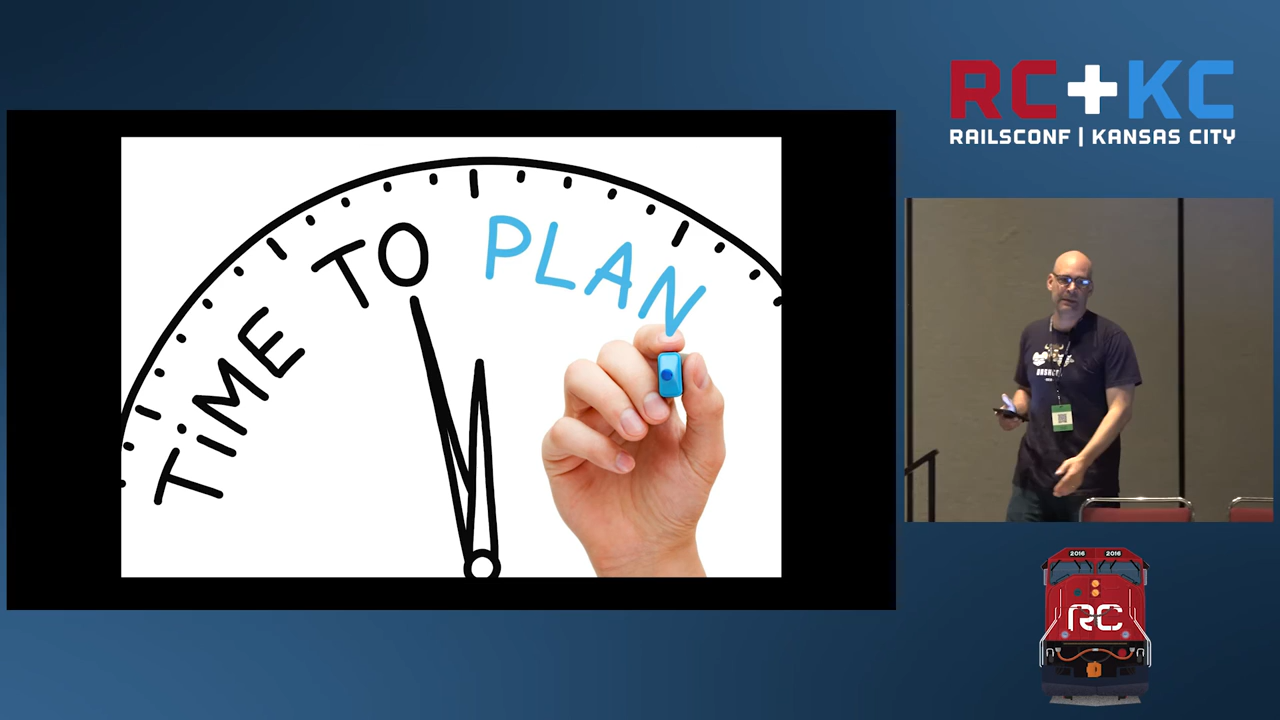 TiME TO PLAN
RC+KC
RAILSCONF | KANSAS CITY
2016 2016
RC